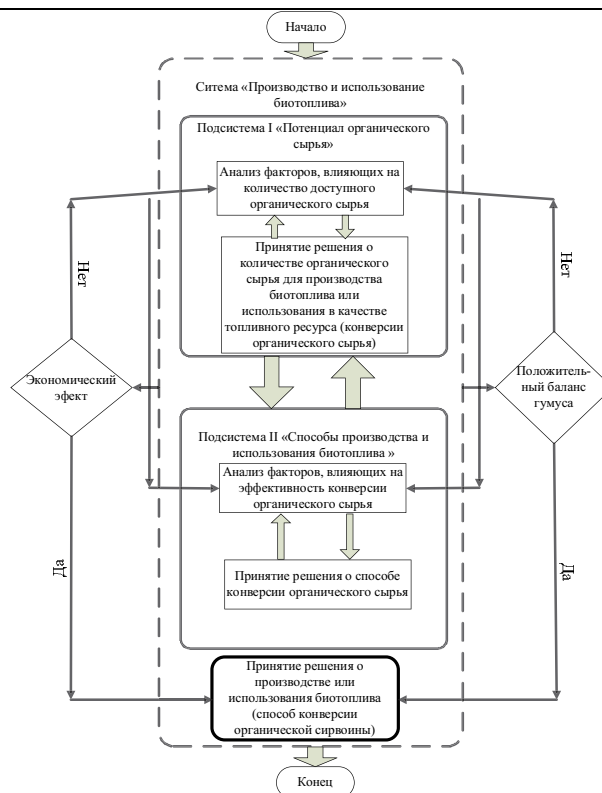 Начало
Ситема «Производство и использование
биотоплива»
Подсистема I «Потенциал органического
сырья»
Анализ факторов, влияющих на
количество доступного
органического сырья
Принятие решения о
количестве органического
сырья для производства
биотоплива или
использования в качестве
топливного ресурса (конверсии
органического сырья)
Нет
Нет
Экономический
эфект
Положитель-
ный баланс
гумуса
Подсистема II «Способы производства и
использования биотоплива »
Анализ факторов, влияющих на
эффективность конверсии
органического сырья
Принятие решения о способе
конверсии органического сырья
Да
Да
Принятие решения о
производстве или
использования биотоплива
(способ конверсии
органической сирвоины)
Конец